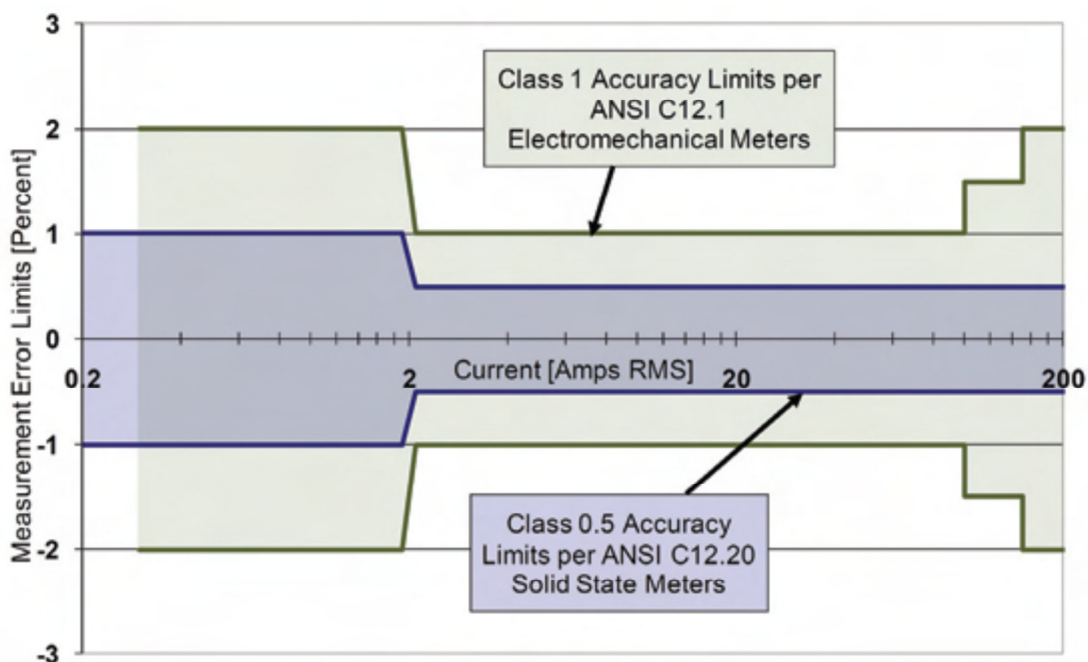 3
Class 1 Accuracy Limits per
ANSI C12.1
Electromechanical Meters
2
1
0
0.2
2
Current [Amps RMS]
20
200
Measurement Error Limits [Percent]
-1
Class 0.5 Accuracy
Limits per ANSI C12.20
Solid State Meters
-2
-3